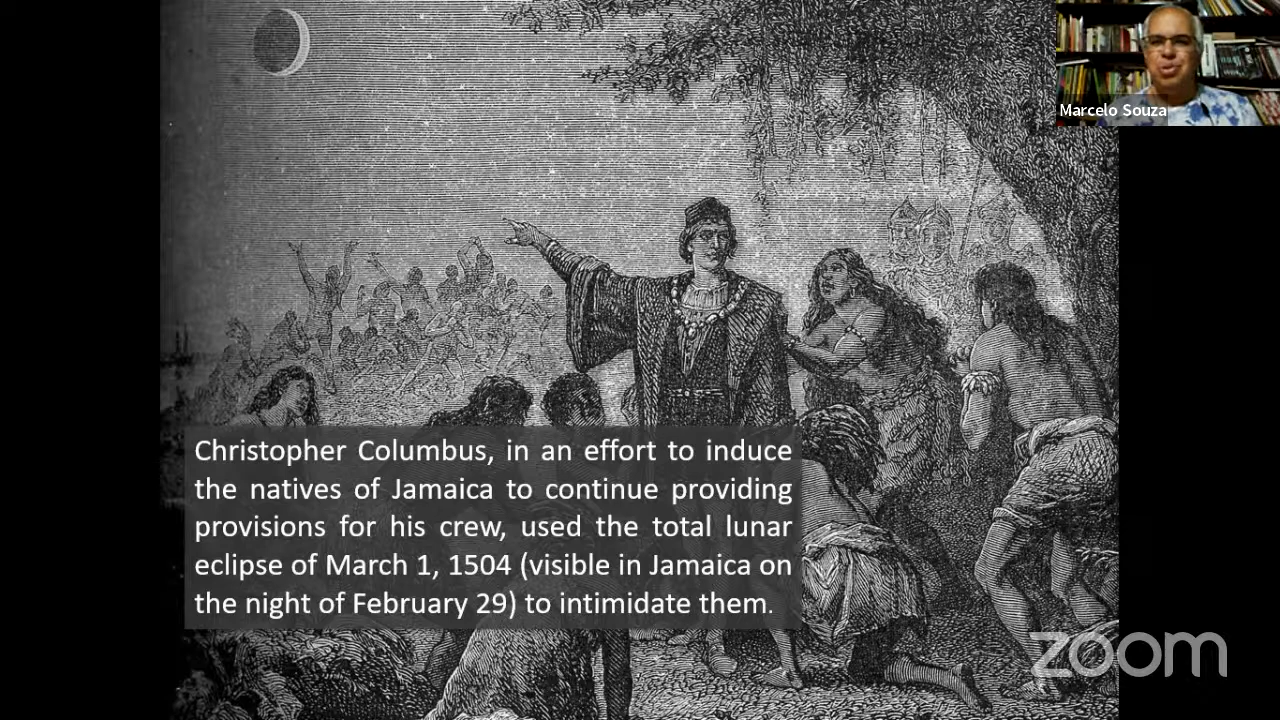 Marcelo Souza
Christopher Columbus, in an effort to induce
the natives of Jamaica to continue providing
provisions for his crew, used the total lunar
eclipse of March 1, 1504 (visible in Jamaica on
the night of February 29) to intimidate them.
zoom